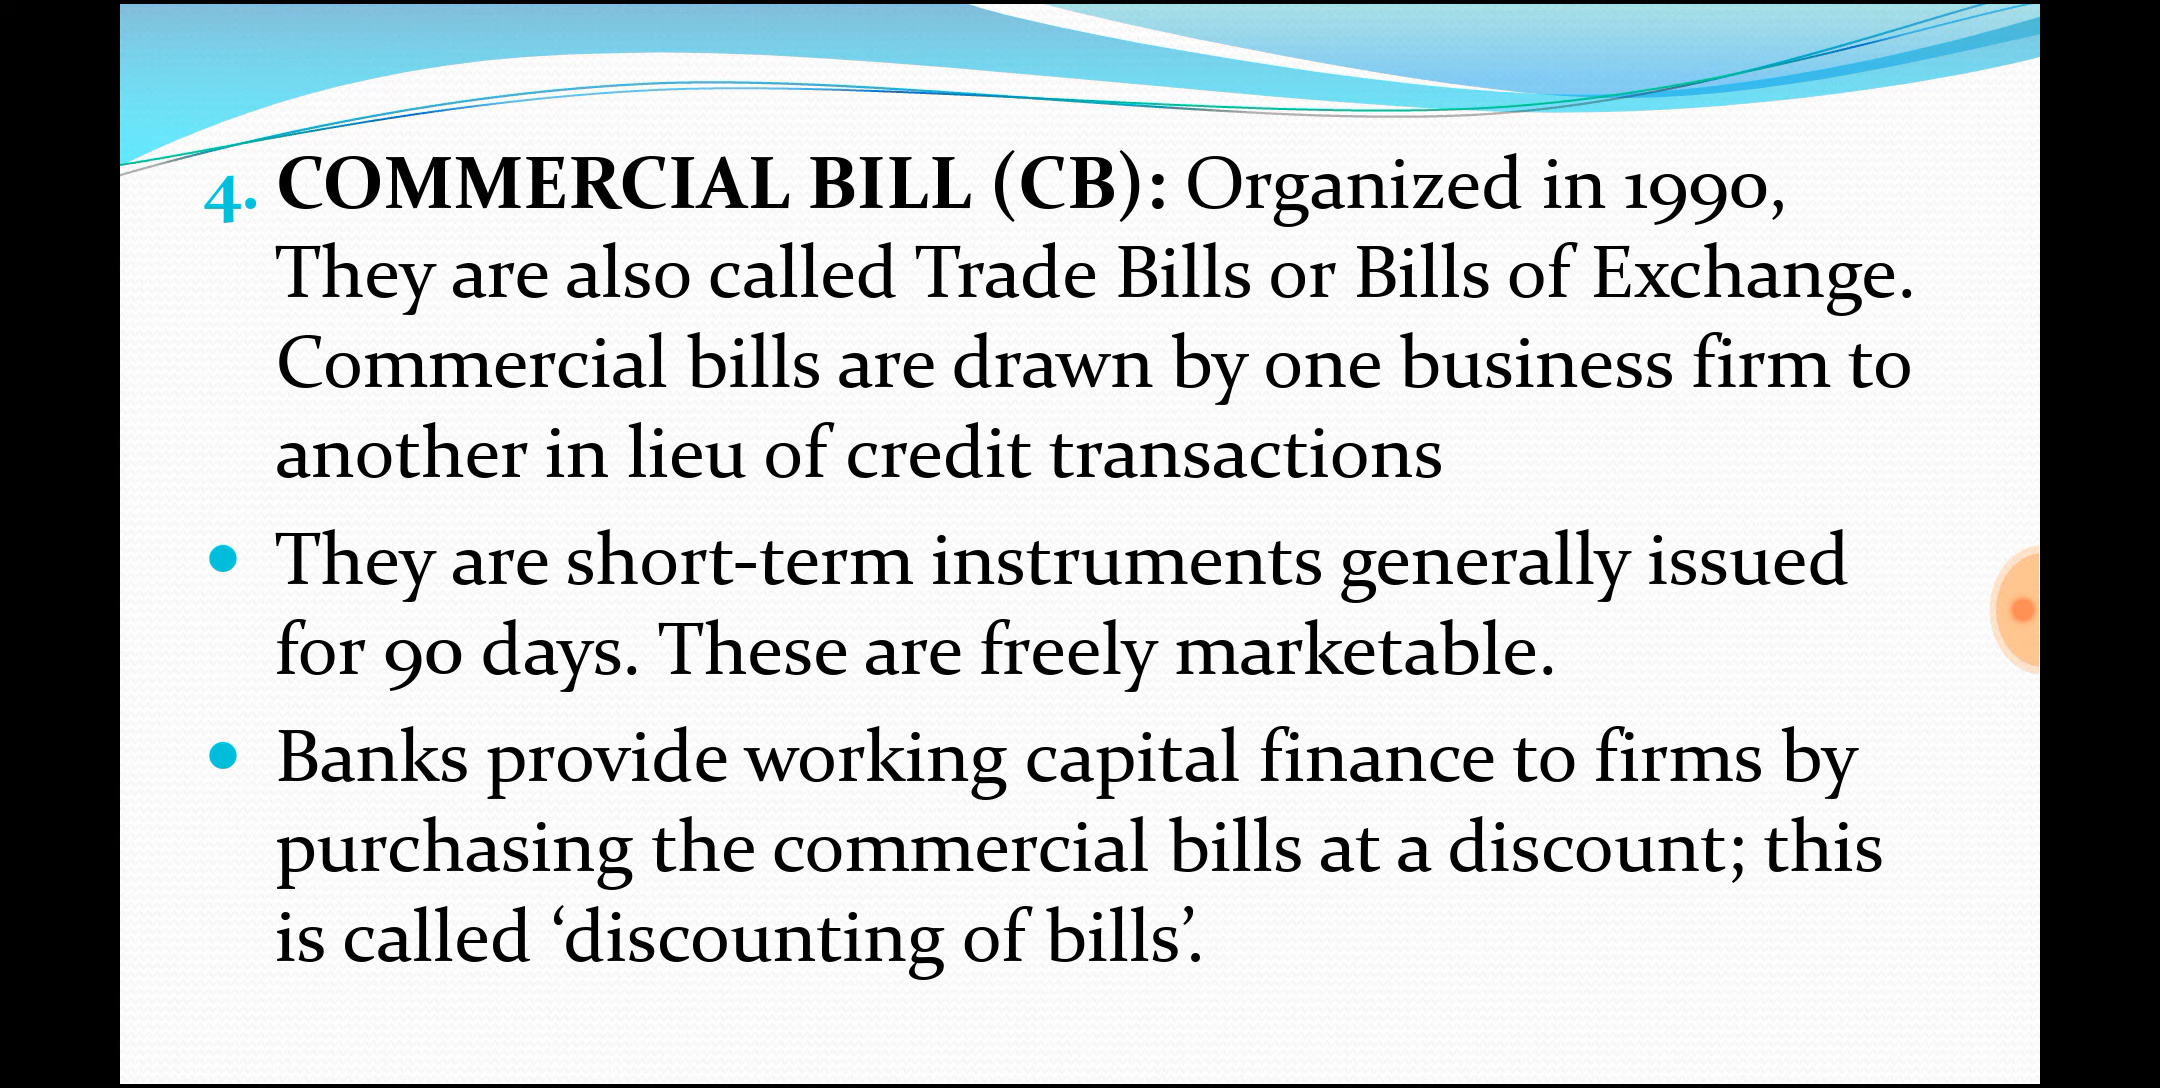 4. COMMERCIAL BILL (CB): Organized in 1990,
They are also called Trade Bills or Bills of Exchange.
Commercial bills are drawn by one business firm to
another in lieu of credit transactions
• They are short-term instruments generally issued
for 90 days. These are freely marketable.
• Banks provide working capital finance to firms by
purchasing the commercial bills at a discount; this
is called ‘discounting of bills’.